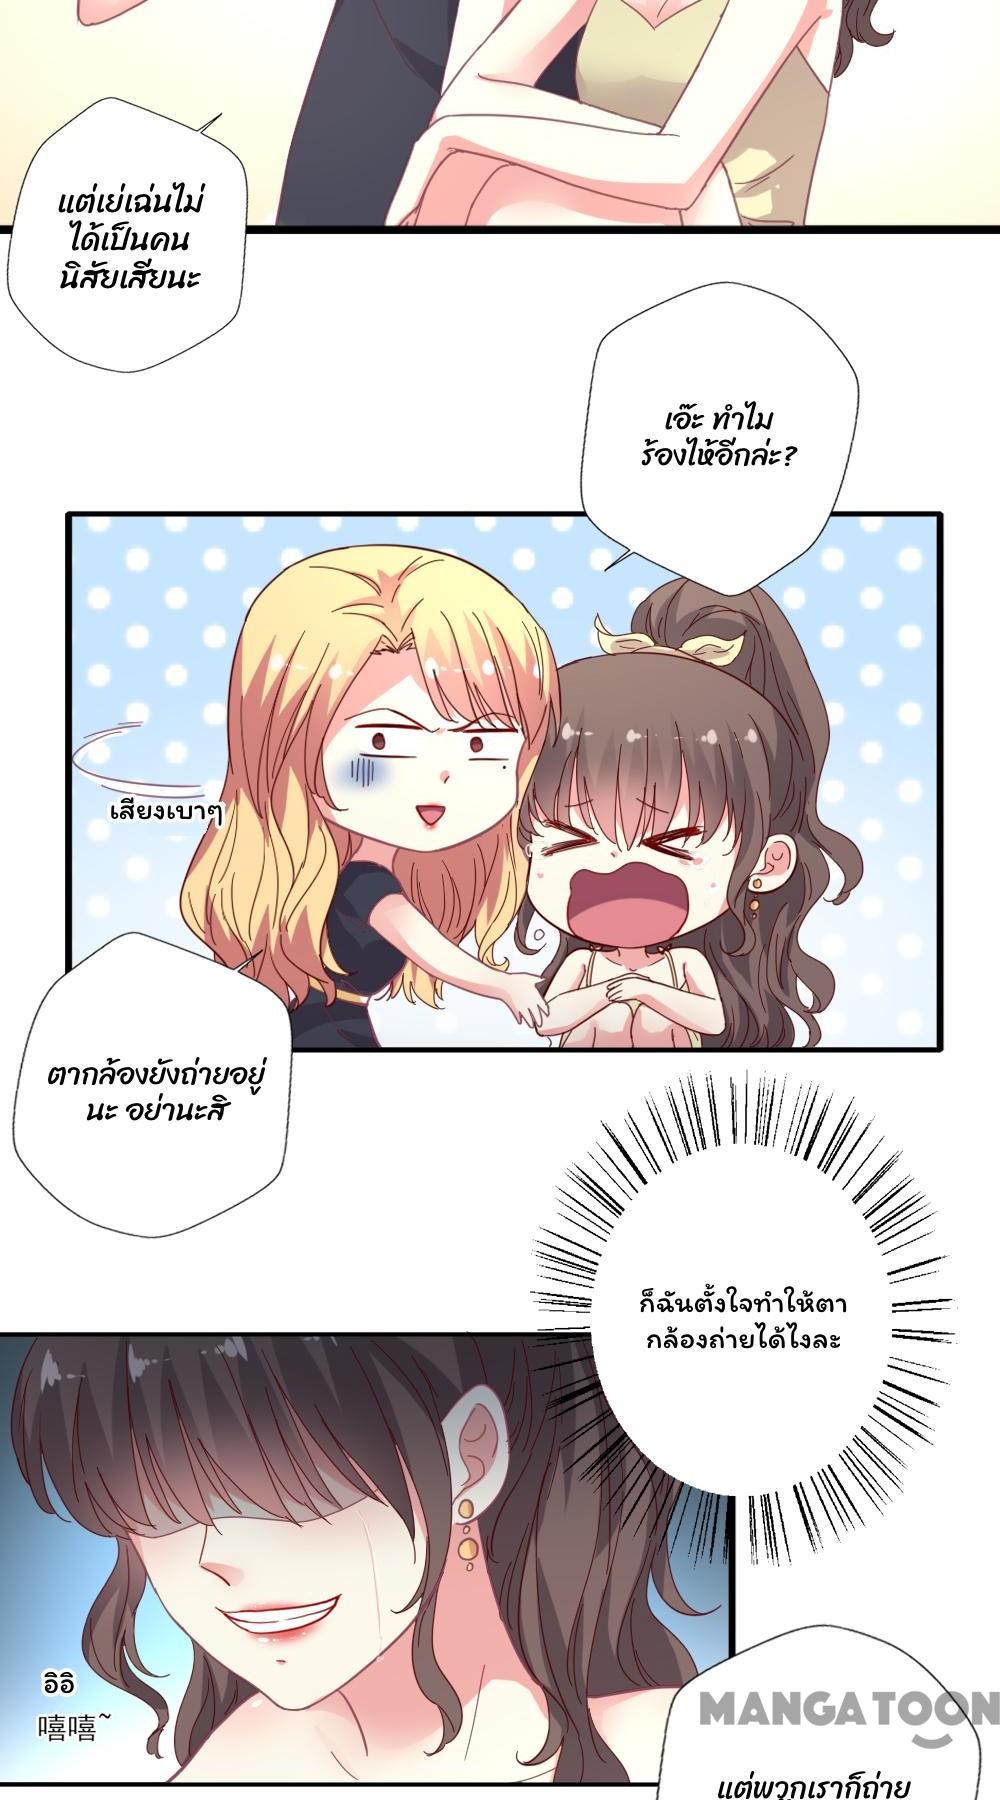 แต่เย่เฉ่นไม่
ได้เป็นคน
นิสัยเสียนะ
เอ๊ะ ทำไม
ร้องไห้อีกล่ะ?
เสียงเบาๆ
ตากล้องยังถ่ายอยู่
นะ อย่านะสิ
ก็ฉันตั้งใจทำให้ตา
กล้องถ่ายได้ไงละ
อิอิ
嘻嘻~
MANGATOON
แต่พวกเราก็ถ่าย